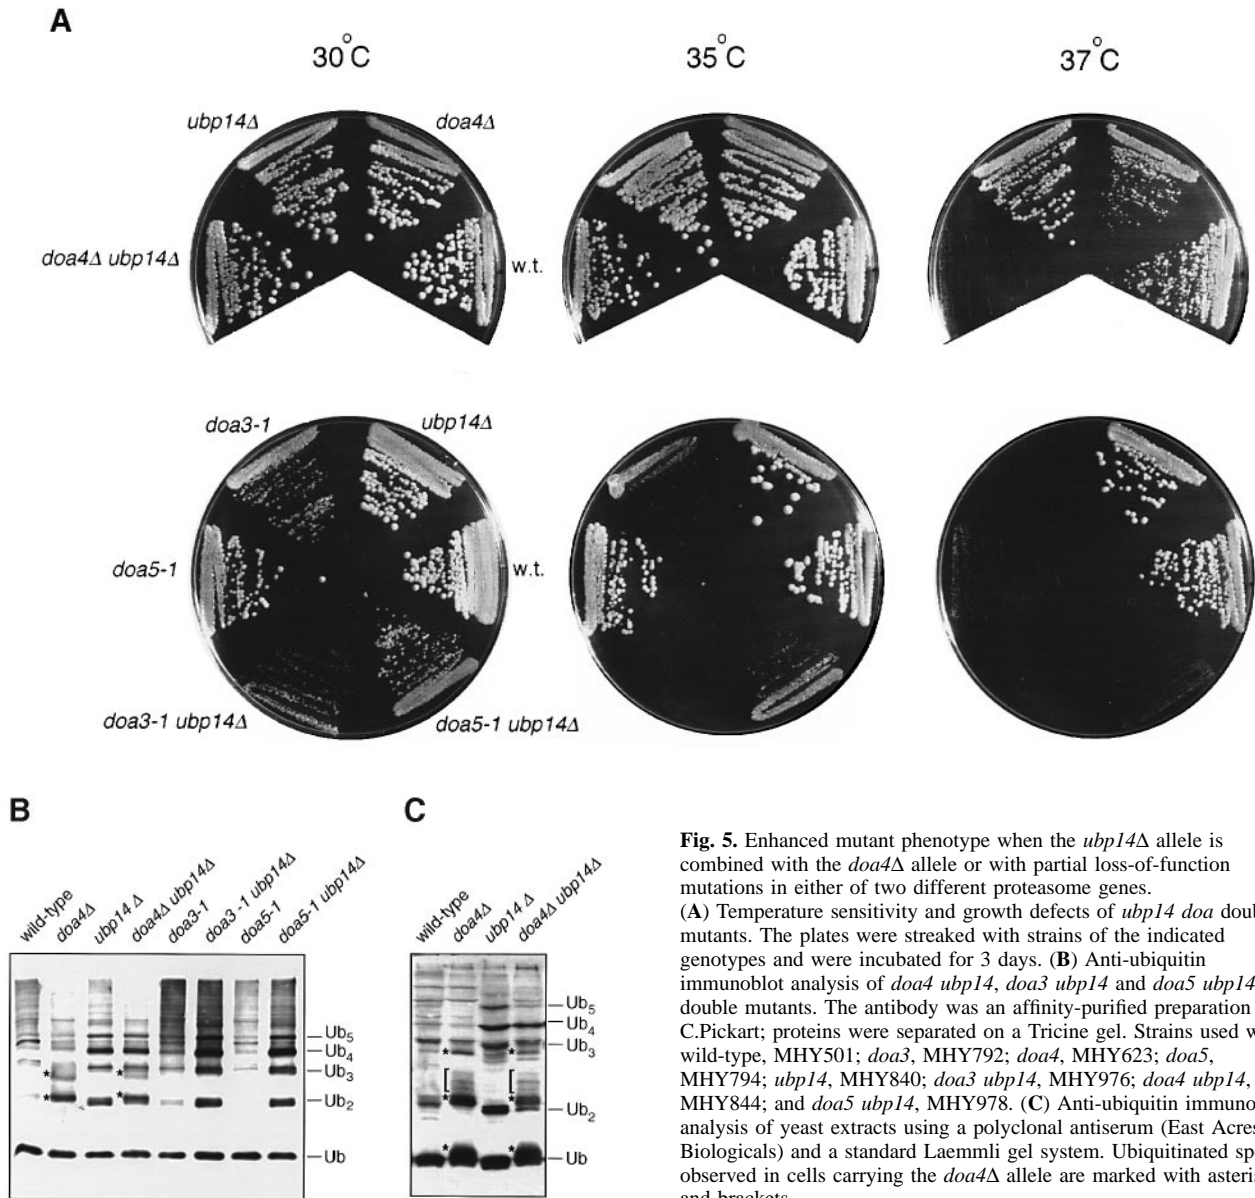 A
30°C
35°C
37°C
ubp14Δ
doa4Δ
doa4Δ ubp14Δ
w.t.
doa3-1
ubp14Δ
doa5-1
w.t.
doa3-1 ubp14Δ
doa5-1 ubp14Δ
B
wild-type
doa4Δ
ubp14 Δ
doa4Δ ubp14Δ
doa3-1
doa3 -1 ubp14Δ
doa5-1
doa5-1 ubp14Δ
Ub5
Ub4
Ub3
Ub2
Ub
*
*
*
*
C
wild-type
doa4Δ
ubp14 Δ
doa4Δ ubp14Δ
Ub5
Ub4
Ub3
Ub2
Ub
*
*
*
*
*
*
Fig. 5. Enhanced mutant phenotype when the ubp14Δ allele is
combined with the doa4Δ allele or with partial loss-of-function
mutations in either of two different proteasome genes.
(A) Temperature sensitivity and growth defects of ubp14 doa doub
mutants. The plates were streaked with strains of the indicated
genotypes and were incubated for 3 days. (B) Anti-ubiquitin
immunoblot analysis of doa4 ubp14, doa3 ubp14 and doa5 ubp14
double mutants. The antibody was an affinity-purified preparation
C.Pickart; proteins were separated on a Tricine gel. Strains used w
wild-type, MHY501; doa3, MHY792; doa4, MHY623; doa5,
MHY794; ubp14, MHY840; doa3 ubp14, MHY976; doa4 ubp14,
MHY844; and doa5 ubp14, MHY978. (C) Anti-ubiquitin immuno
analysis of yeast extracts using a polyclonal antiserum (East Acres
Biologicals) and a standard Laemmli gel system. Ubiquitinated sp
observed in cells carrying the doa4Δ allele are marked with asteri
and brackets